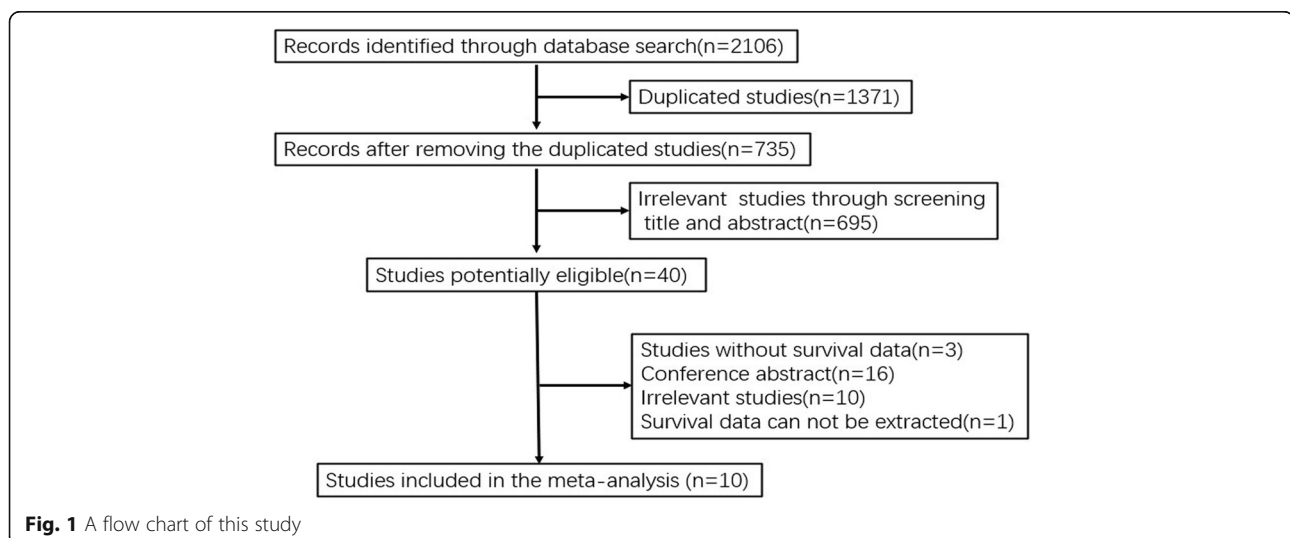 Records identified through database search(n=2106)
Duplicated studies(n=1371)
Records after removing the duplicated studies(n=735)
Irrelevant studies through screening
title and abstract(n=695)
Studies potentially eligible(n=40)
Studies without survival data(n=3)
Conference abstract(n=16)
Irrelevant studies(n=10)
Survival data can not be extracted(n=1)
Studies included in the meta-analysis (n=10)
Fig. 1 A flow chart of this study